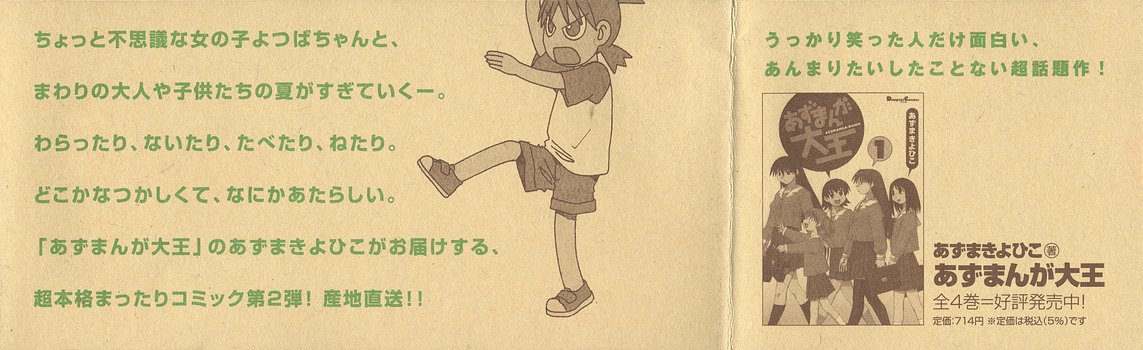 ちょっと不思議な女の子よつばちゃんと、
まわりの大人や子供たちの夏がすぎていくー。
わらったり、ないたり、たべたり、ねたり。
どこかなつかしくて、なにかあたらしい。
「あずまんが大王」のあずまきよひこがお届けする、
超本格まったりコミック第2弾! 産地直送!!
うっかり笑った人だけ面白い、
あんまりたいしたことない超話題作!
あずまんが
大王
AZUMANGA-DAIOH
1
あずまきよひこ
あずまきよひこ 著
あずまんが大王
全4巻=好評発売中!
定価:714円 ※定価は税込(5%)です